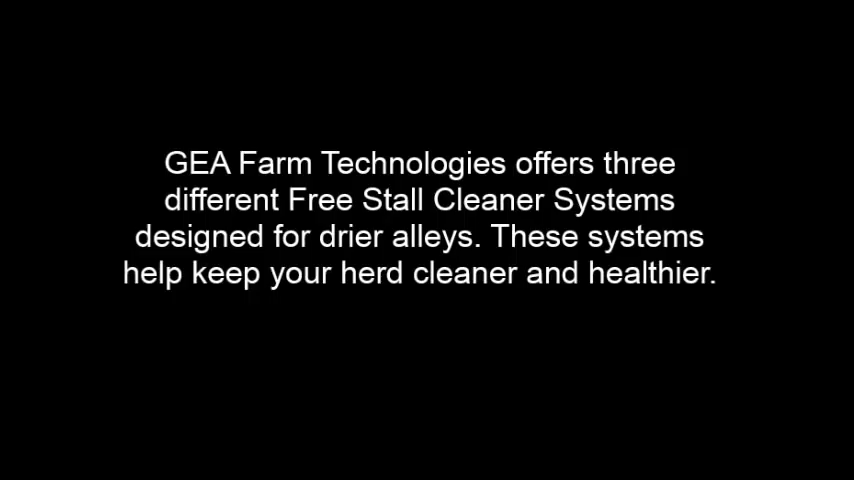 GEA Farm Technologies offers three
different Free Stall Cleaner Systems
designed for drier alleys. These systems
help keep your herd cleaner and healthier.